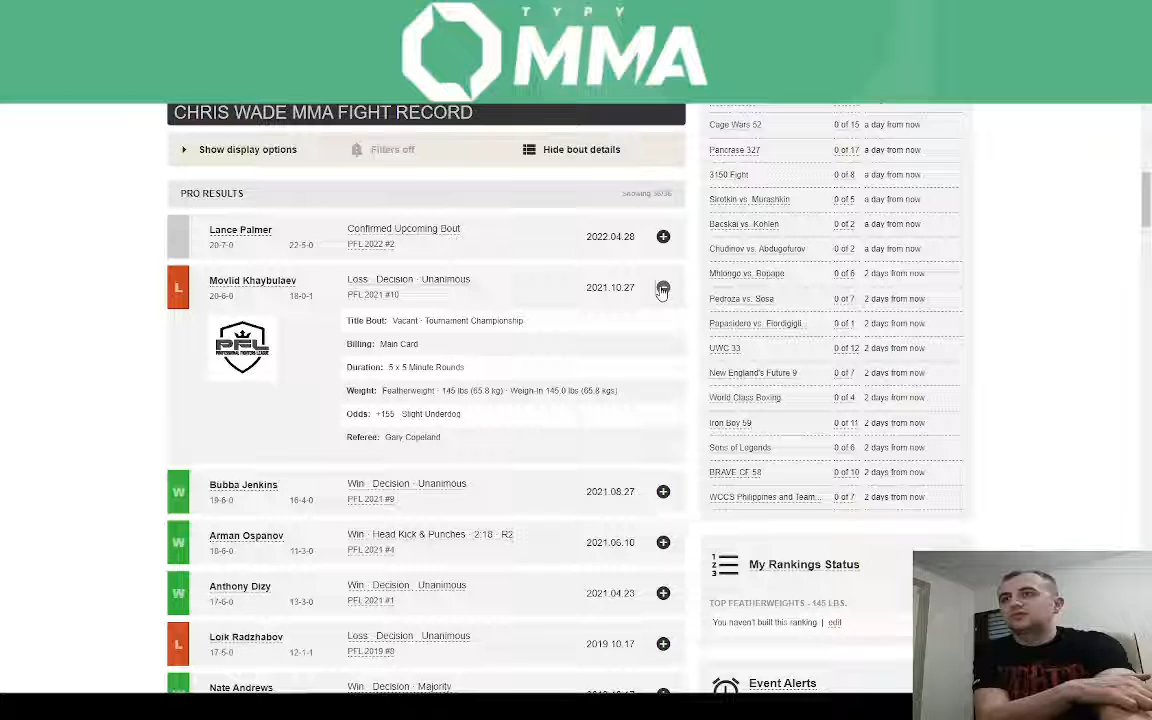 TYPY
MMA
CHRIS WADE MMA FIGHT RECORD
Show display options
Filters off
Hide bout details
PRO RESULTS
Lance Palmer
Confirmed Upcoming Bout
2022.04.28
20-7-0 22-5-0
PFL 2022 #2
L
Movlid Khaybulaev
Loss · Decision · Unanimous
2021.10.27
20-6-0 18-0-1
PFL 2021 #10
PFL
PROFESSIONAL FIGHTERS LEAGUE
Title Bout: Vacant · Tournament Championship
Billing: Main Card
Duration: 5 x 5 Minute Rounds
Weight: Featherweight · 145 lbs (65.8 kg) · Weigh-In 145.0 lbs (65.8 kgs)
Odds: +155 · Slight Underdog
Referee: Gary Copeland
W
Bubba Jenkins
Win · Decision · Unanimous
2021.08.27
19-6-0 16-4-0
PFL 2021 #9
W
Arman Ospanov
Win · Head Kick & Punches · 2:18 · R2
2021.06.10
18-6-0 11-3-0
PFL 2021 #4
W
Anthony Dizy
Win · Decision · Unanimous
2021.04.23
17-6-0 13-3-0
PFL 2021 #1
L
Loik Radzhabov
Loss · Decision · Unanimous
2019.10.17
17-5-0 12-1-1
PFL 2019 #8
Nate Andrews
Win · Decision · Majority
Cage Wars 52 0 of 15 a day from now
Pancrase 327 0 of 17 a day from now
3150 Fight 0 of 8 a day from now
Sirotkin vs. Murashkin 0 of 5 a day from now
Bacskai vs. Kohlen 0 of 2 a day from now
Chudinov vs. Abdugofurov 0 of 2 a day from now
Mhlongo vs. Bopape 0 of 6 2 days from now
Pedroza vs. Sosa 0 of 7 2 days from now
Papasidero vs. Fiordigigli 0 of 1 2 days from now
UWC 33 0 of 12 2 days from now
New England's Future 9 0 of 7 2 days from now
World Class Boxing 0 of 4 2 days from now
Iron Boy 59 0 of 11 2 days from now
Sons of Legends 0 of 6 2 days from now
BRAVE CF 58 0 of 10 2 days from now
WCCS Philippines and Team... 0 of 7 2 days from now
My Rankings Status
TOP FEATHERWEIGHTS - 145 LBS.
You haven't built this ranking | edit
Event Alerts